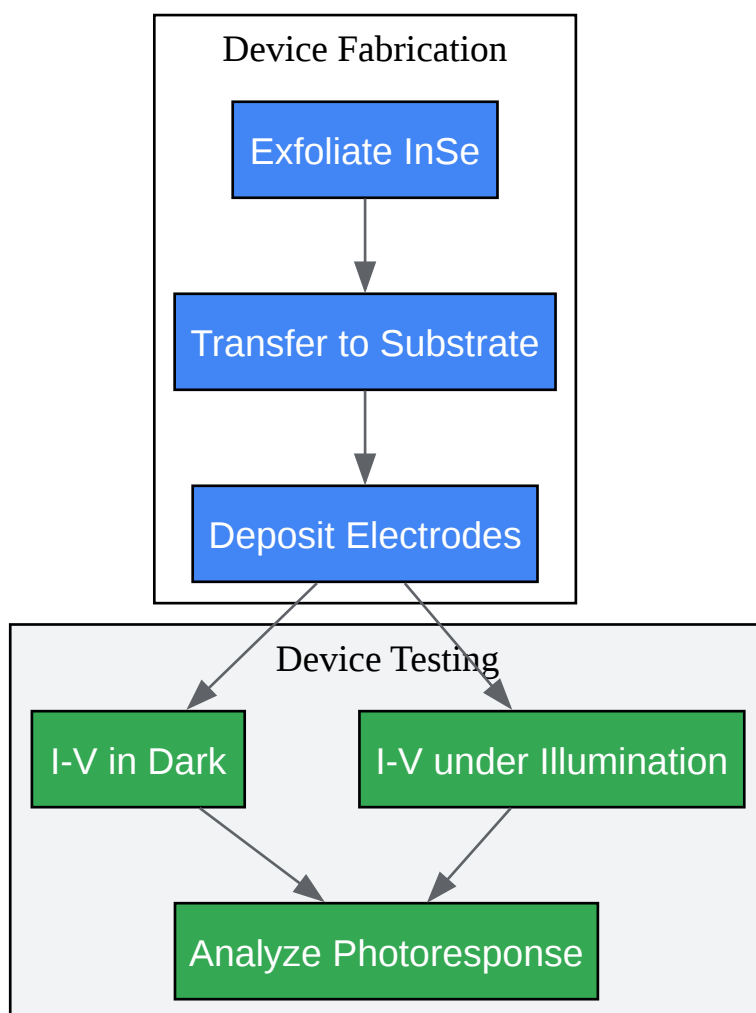 Device Fabrication
Exfoliate InSe
Transfer to Substrate
Deposit Electrodes
Device Testing
I-V in Dark
I-V under Illumination
Analyze Photoresponse